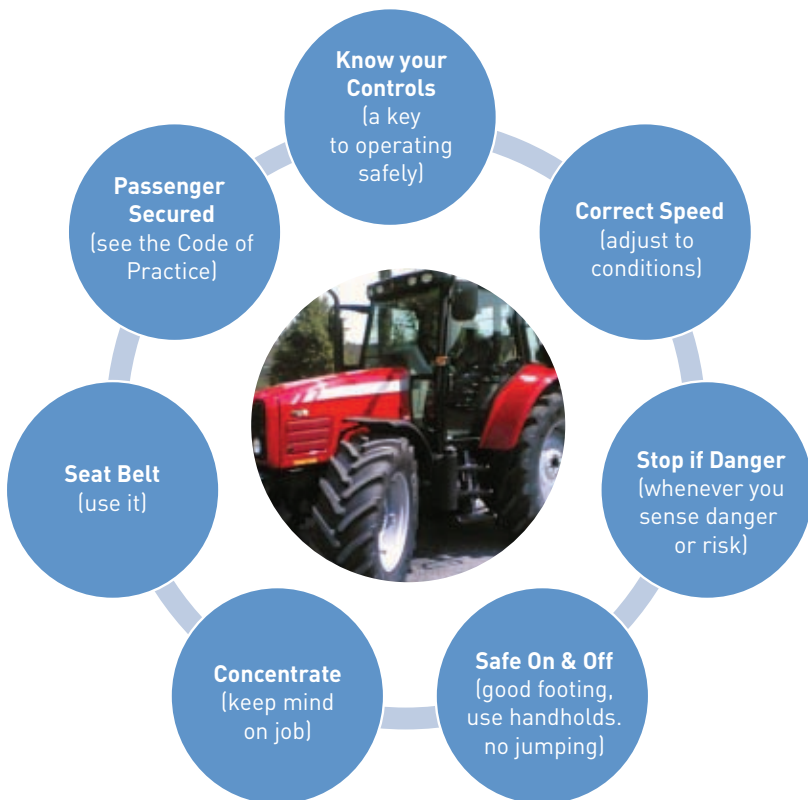 Know your
Controls
(a key
to operating
safely)
Correct Speed
(adjust to
conditions)
Stop if Danger
(whenever you
sense danger
or risk)
Safe On & Off
(good footing,
use handholds.
no jumping)
Concentrate
(keep mind
on job)
Seat Belt
(use it)
Passenger
Secured
(see the Code of
Practice)